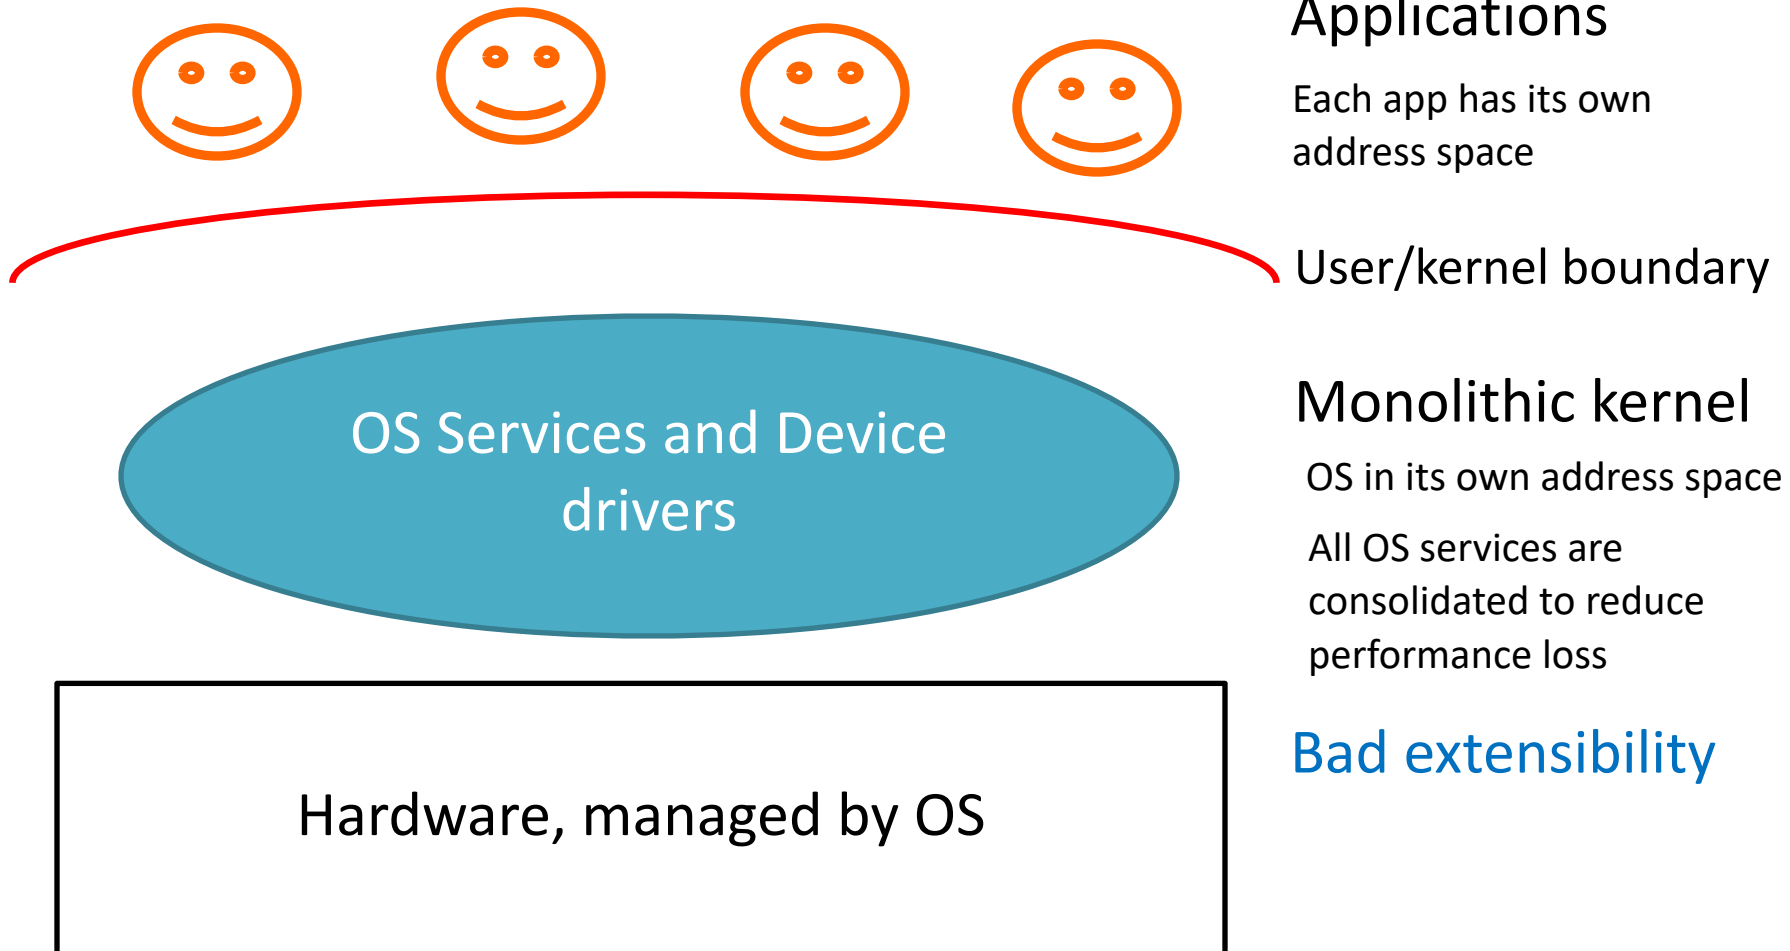 Applications
Each app has its own
address space
User/kernel boundary
OS Services and Device
drivers
Monolithic kernel
OS in its own address space
All OS services are
consolidated to reduce
performance loss
Bad extensibility
Hardware, managed by OS